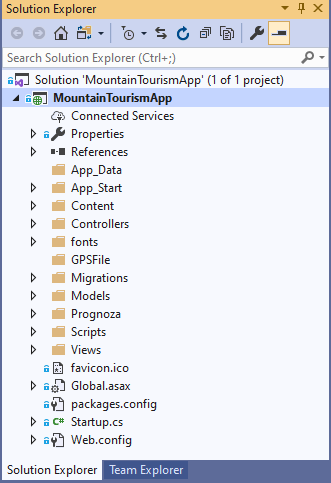 Solution Explorer
Search Solution Explorer (Ctrl+;)
Solution 'MountainTourismApp' (1 of 1 project)
MountainTourismApp
Connected Services
Properties
References
App_Data
App_Start
Content
Controllers
fonts
GPSFile
Migrations
Models
Prognoza
Scripts
Views
favicon.ico
Global.asax
packages.config
C# Startup.cs
Web.config
Solution Explorer Team Explorer